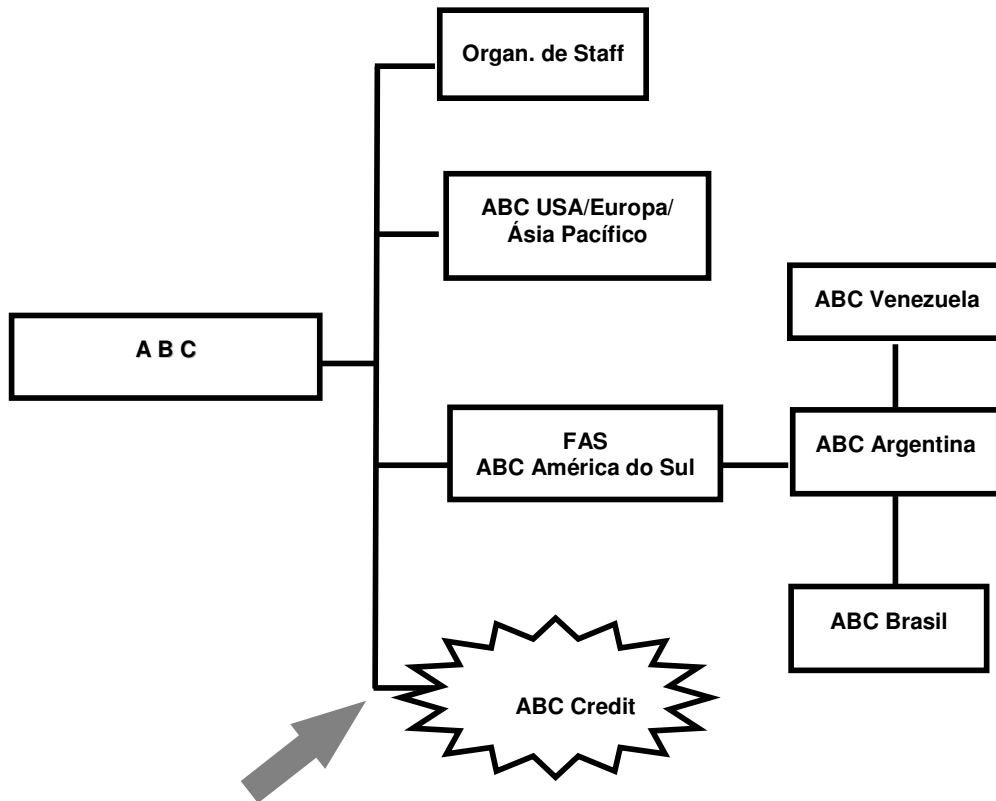 Organ. de Staff
ABC USA/Europa/
Ásia Pacífico
ABC Venezuela
A B C
FAS
ABC América do Sul
ABC Argentina
ABC Brasil
ABC Credit